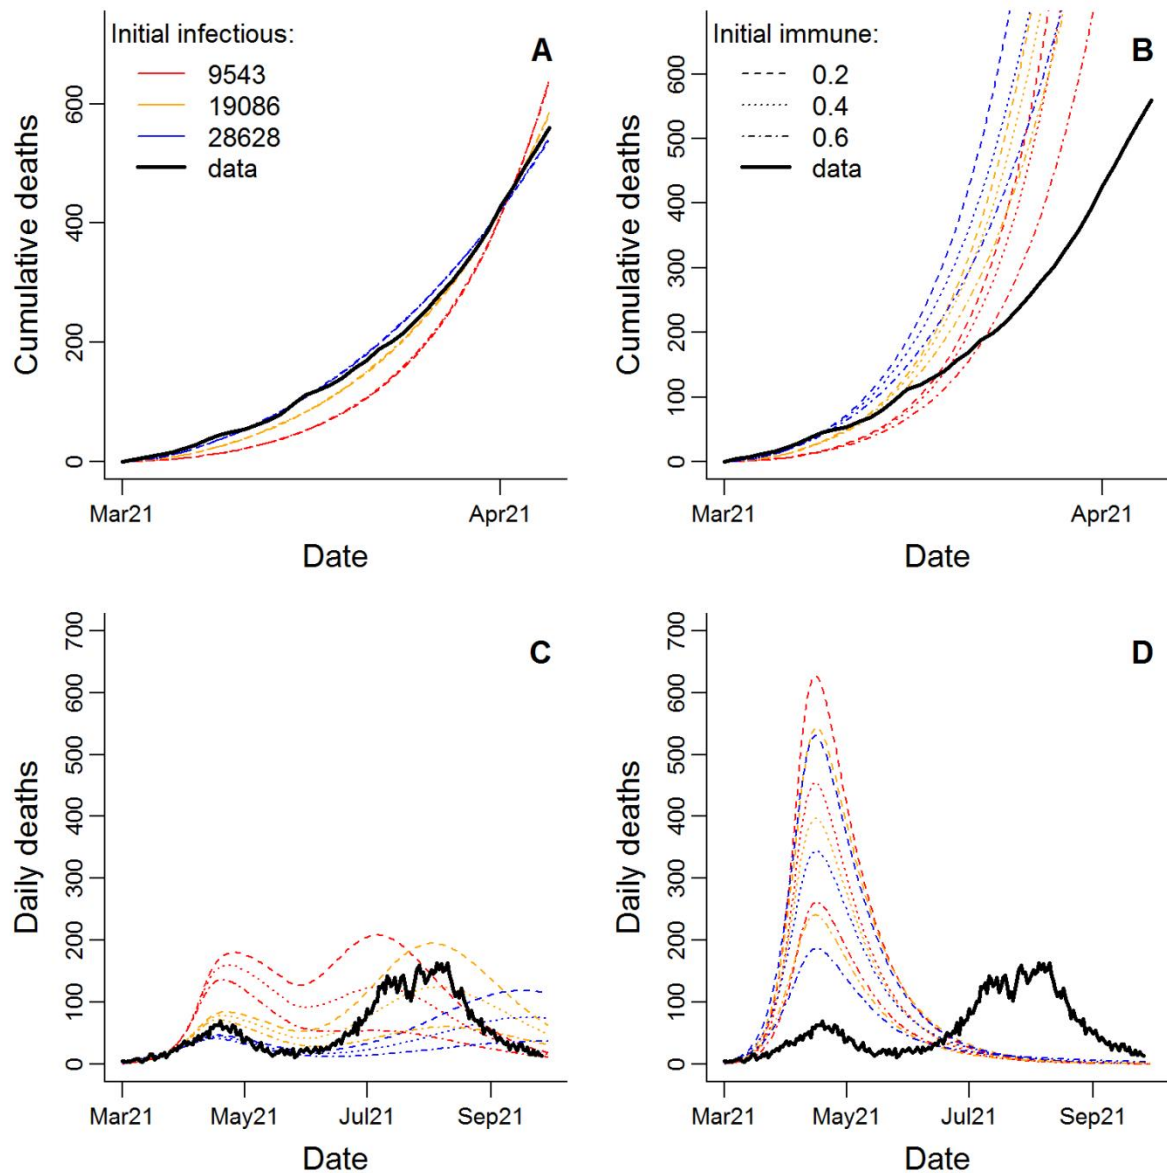 Initial infectious:
9543
19086
28628
data
A
Cumulative deaths
0
200
400
600
Mar21
Apr21
Date
Initial immune:
0.2
0.4
0.6
data
B
Cumulative deaths
0
100
200
300
400
500
600
Mar21
Apr21
Date
C
Daily deaths
0
100
200
300
400
500
600
700
Mar21
May21
Jul21
Sep21
Date
D
Daily deaths
0
100
200
300
400
500
600
700
Mar21
May21
Jul21
Sep21
Date